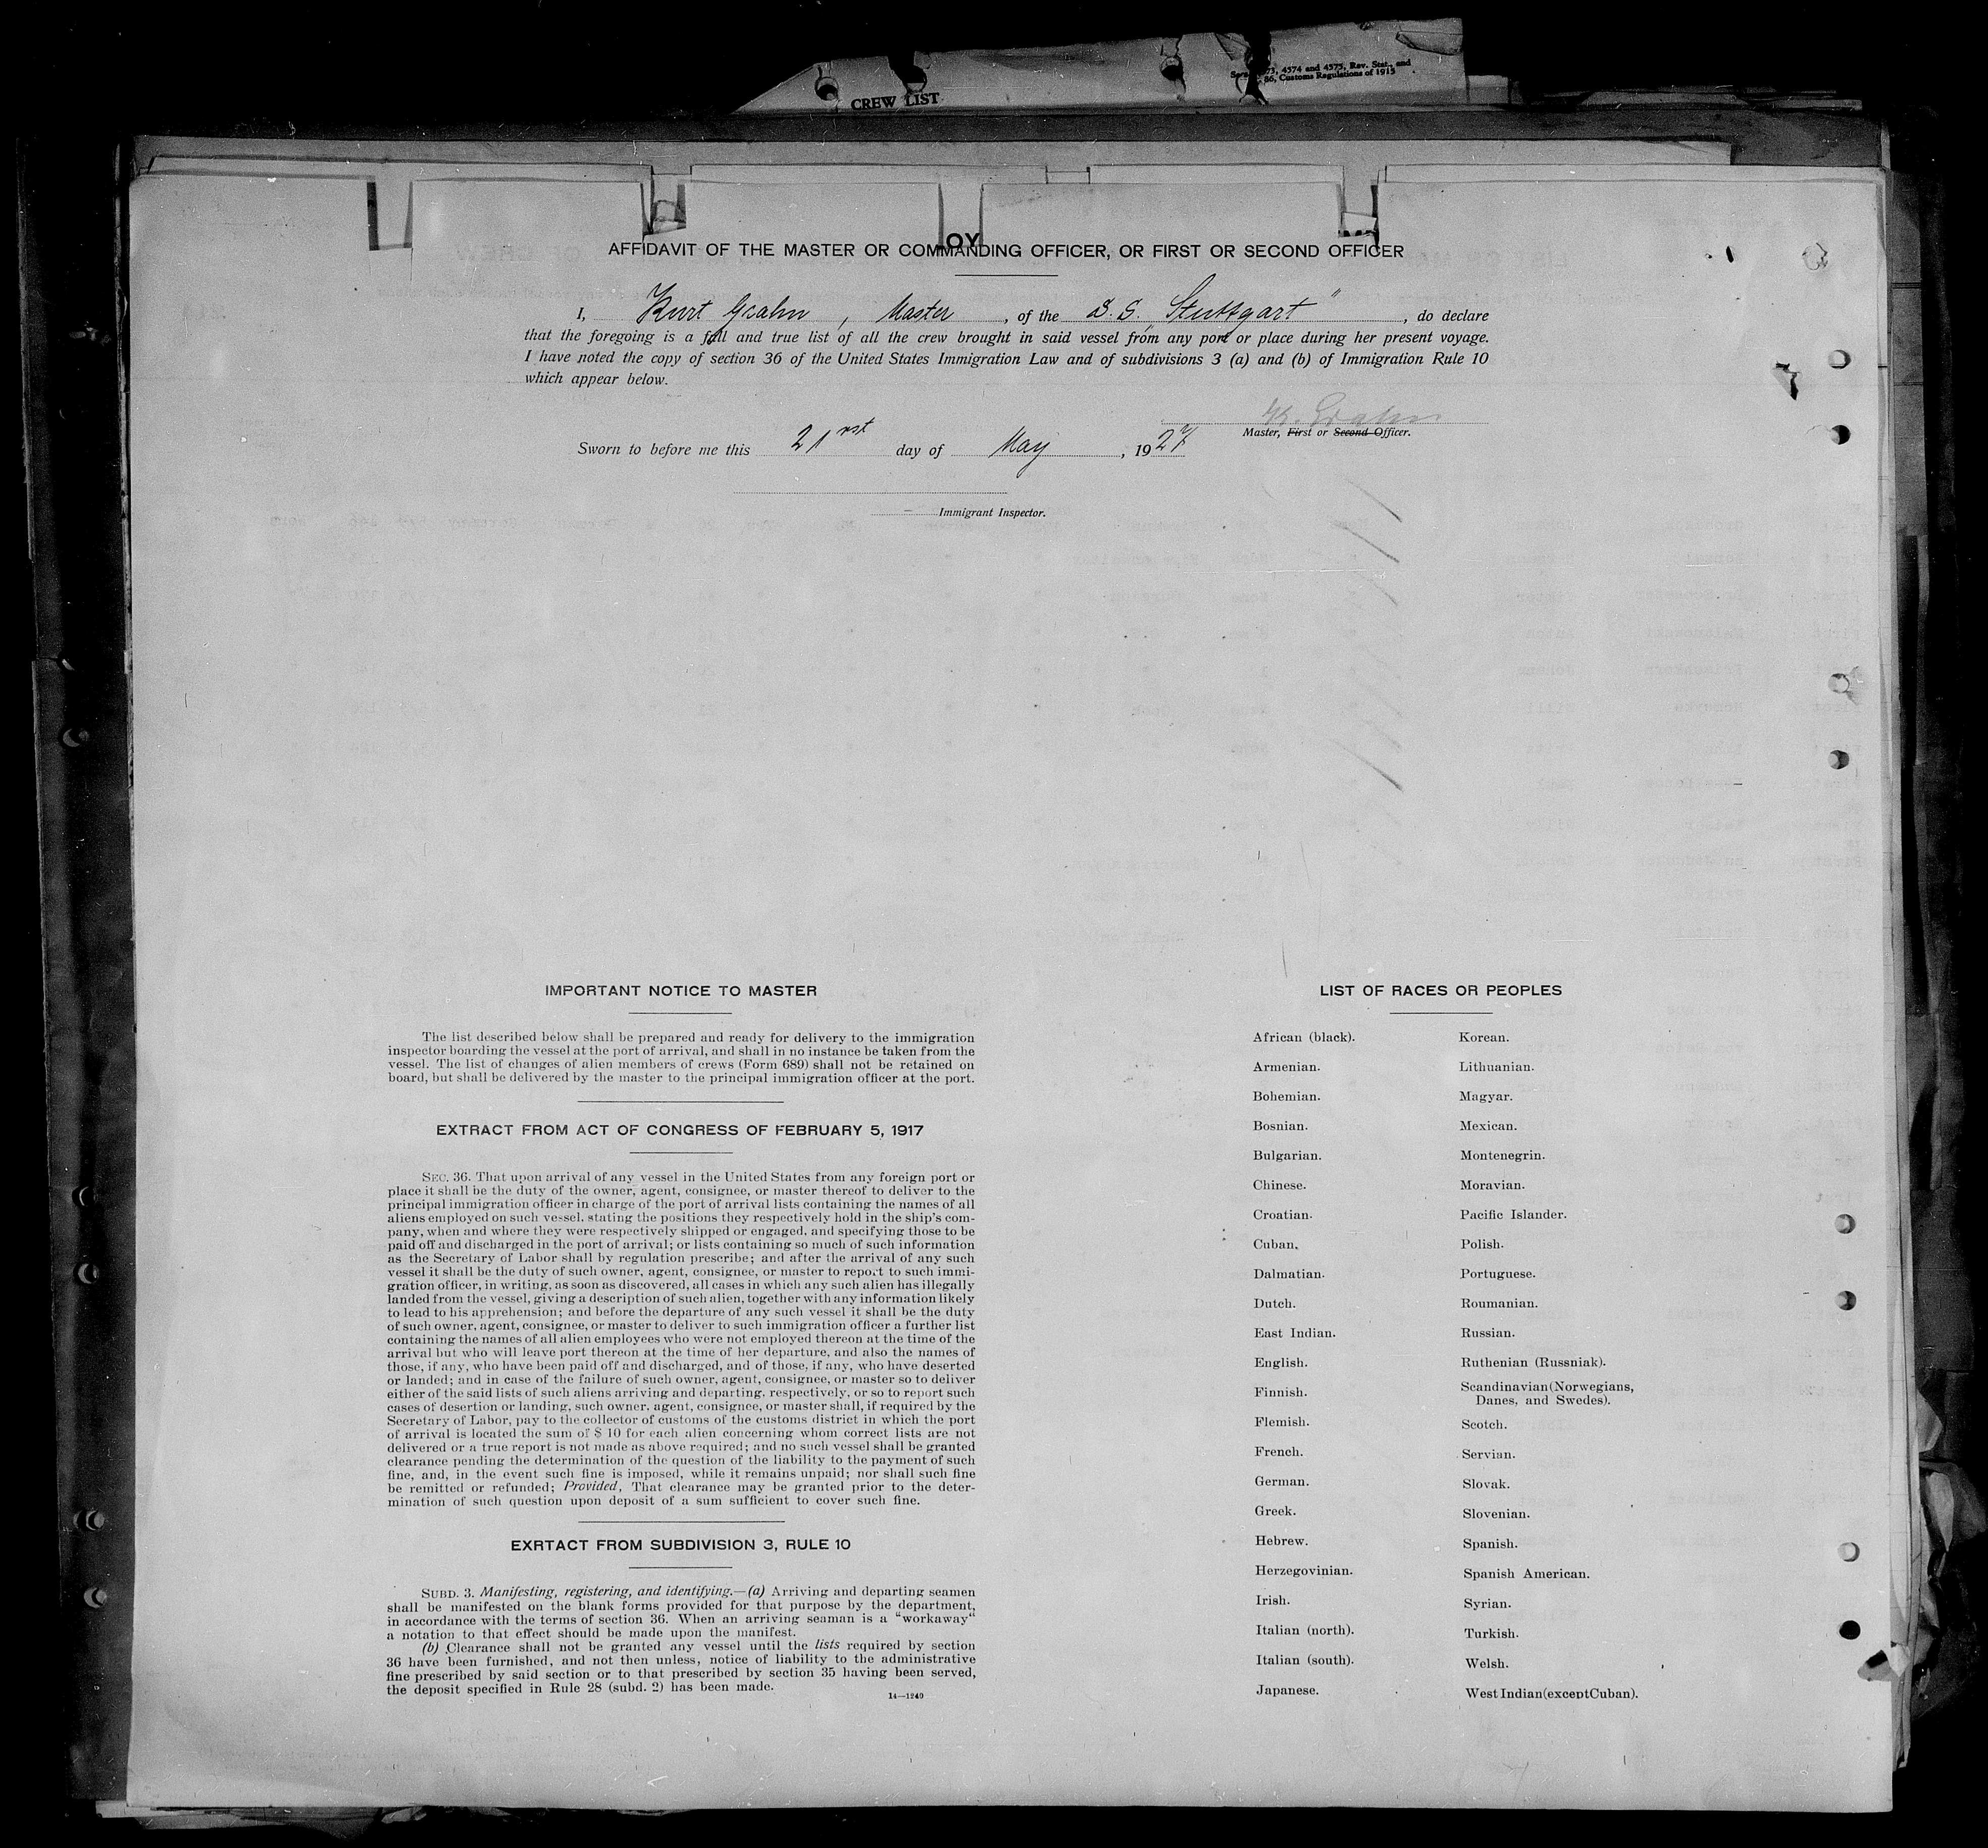 CREW LIST
4574 and 4575, Rev. Stat., and
86, Customs Regulations of 1915
OY
AFFIDAVIT OF THE MASTER OR COMMANDING OFFICER, OR FIRST OR SECOND OFFICER
I, Kurt Grahn, Master, of the S. S. „Stuttgart", do declare
that the foregoing is a full and true list of all the crew brought in said vessel from any port or place during her present voyage.
I have noted the copy of section 36 of the United States Immigration Law and of subdivisions 3 (a) and (b) of Immigration Rule 10
which appear below.
K. Grahn
Master, First or Second Officer.
Sworn to before me this 21rst day of May, 1927
Immigrant Inspector.
IMPORTANT NOTICE TO MASTER
The list described below shall be prepared and ready for delivery to the immigration
inspector boarding the vessel at the port of arrival, and shall in no instance be taken from the
vessel. The list of changes of alien members of crews (Form 689) shall not be retained on
board, but shall be delivered by the master to the principal immigration officer at the port.
EXTRACT FROM ACT OF CONGRESS OF FEBRUARY 5, 1917
SEC. 36. That upon arrival of any vessel in the United States from any foreign port or
place it shall be the duty of the owner, agent, consignee, or master thereof to deliver to the
principal immigration officer in charge of the port of arrival lists containing the names of all
aliens employed on such vessel, stating the positions they respectively hold in the ship's com-
pany, when and where they were respectively shipped or engaged, and specifying those to be
paid off and discharged in the port of arrival; or lists containing so much of such information
as the Secretary of Labor shall by regulation prescribe; and after the arrival of any such
vessel it shall be the duty of such owner, agent, consignee, or master to report to such immi-
gration officer, in writing, as soon as discovered, all cases in which any such alien has illegally
landed from the vessel, giving a description of such alien, together with any information likely
to lead to his apprehension; and before the departure of any such vessel it shall be the duty
of such owner, agent, consignee, or master to deliver to such immigration officer a further list
containing the names of all alien employees who were not employed thereon at the time of the
arrival but who will leave port thereon at the time of her departure, and also the names of
those, if any, who have been paid off and discharged, and of those, if any, who have deserted
or landed; and in case of the failure of such owner, agent, consignee, or master so to deliver
either of the said lists of such aliens arriving and departing, respectively, or so to report such
cases of desertion or landing, such owner, agent, consignee, or master shall, if required by the
Secretary of Labor, pay to the collector of customs of the customs district in which the port
of arrival is located the sum of $ 10 for each alien concerning whom correct lists are not
delivered or a true report is not made as above required; and no such vessel shall be granted
clearance pending the determination of the question of the liability to the payment of such
fine, and, in the event such fine is imposed, while it remains unpaid; nor shall such fine
be remitted or refunded; Provided, That clearance may be granted prior to the deter-
mination of such question upon deposit of a sum sufficient to cover such fine.
EXRTACT FROM SUBDIVISION 3, RULE 10
SUBD. 3. Manifesting, registering, and identifying.—(a) Arriving and departing seamen
shall be manifested on the blank forms provided for that purpose by the department,
in accordance with the terms of section 36. When an arriving seaman is a "workaway"
a notation to that effect should be made upon the manifest.
(b) Clearance shall not be granted any vessel until the lists required by section
36 have been furnished, and not then unless, notice of liability to the administrative
fine prescribed by said section or to that prescribed by section 35 having been served,
the deposit specified in Rule 28 (subd. 2) has been made.
14—1240
LIST OF RACES OR PEOPLES
African (black).
Armenian.
Bohemian.
Bosnian.
Bulgarian.
Chinese.
Croatian.
Cuban.
Dalmatian.
Dutch.
East Indian.
English.
Finnish.
Flemish.
French.
German.
Greek.
Hebrew.
Herzegovinian.
Irish.
Italian (north).
Italian (south).
Japanese.
Korean.
Lithuanian.
Magyar.
Mexican.
Montenegrin.
Moravian.
Pacific Islander.
Polish.
Portuguese.
Roumanian.
Russian.
Ruthenian (Russniak).
Scandinavian (Norwegians,
Danes, and Swedes).
Scotch.
Servian.
Slovak.
Slovenian.
Spanish.
Spanish American.
Syrian.
Turkish.
Welsh.
West Indian (except Cuban).